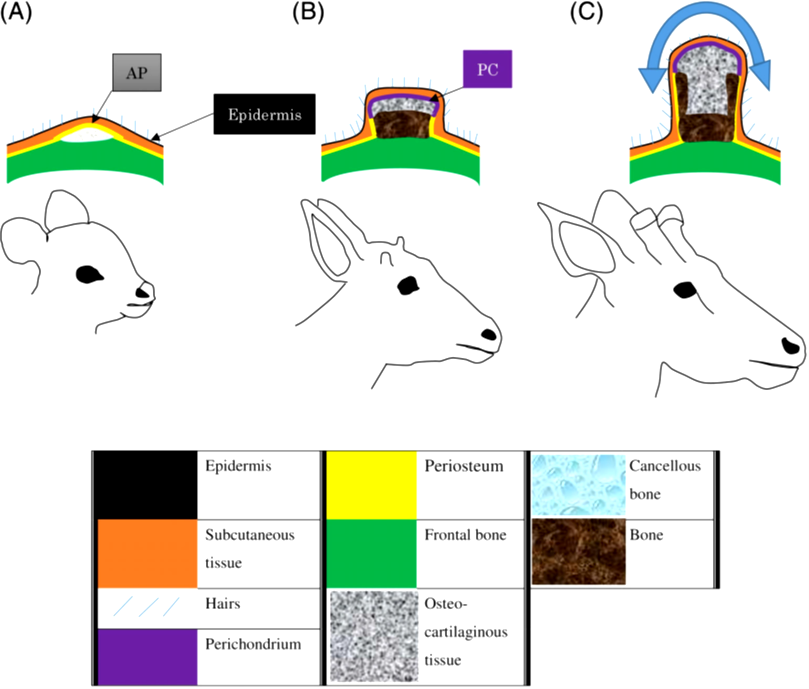 (A)
(B)
(C)
AP
PC
Epidermis
Epidermis
Subcutaneous
tissue
Hairs
Perichondrium
Periosteum
Frontal bone
Osteo-
cartilaginous
tissue
Cancellous
bone
Bone